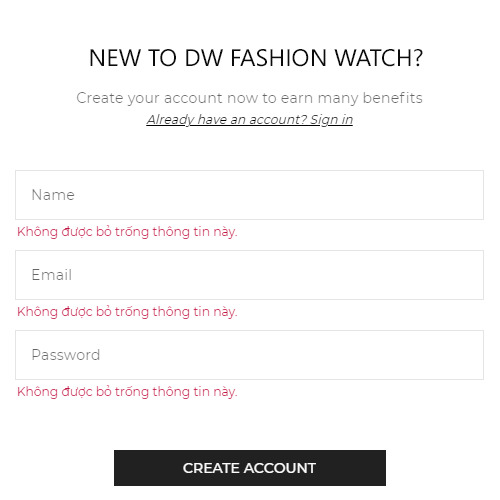 NEW TO DW FASHION WATCH?
Create your account now to earn many benefits
Already have an account? Sign in
Name
Không được bỏ trống thông tin này.
Email
Không được bỏ trống thông tin này.
Password
Không được bỏ trống thông tin này.
CREATE ACCOUNT